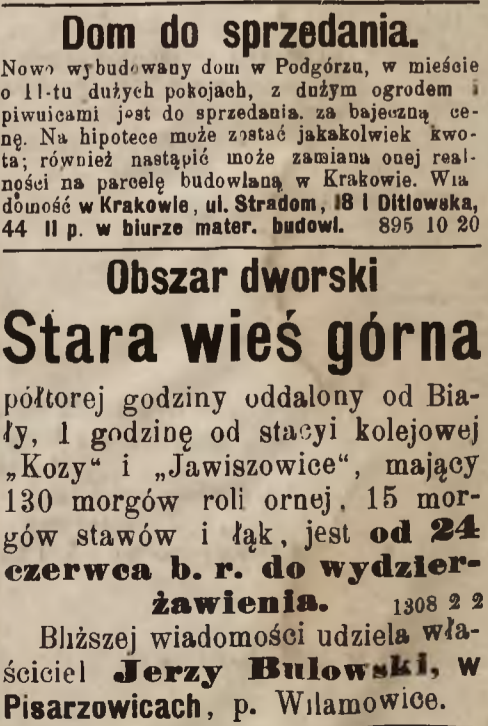 Dom do sprzedania.
Nowo wybudowany dom w Podgórzu, w mieście
o 11-tu dużych pokojach, z dużym ogrodem i
piwnicami jest do sprzedania. za bajeczną ce-
nę. Na hipotece może zostać jakakolwiek kwo-
ta; również nastąpić może zamiana onej real-
ności na parcelę budowlaną w Krakowie. Wia
domość w Krakowie, ul. Stradom, 18 i Ditlowska,
44 II p. w biurze mater. budowl. 895 10 20
Obszar dworski
Stara wieś górna
półtorej godziny oddalony od Bia-
ły, 1 godzinę od stacyi kolejowej
„Kozy“ i „Jawiszowice“, mający
130 morgów roli ornej, 15 mor-
gów stawów i łąk, jest od 24
czerwca b. r. do wydzier-
żawienia. 1308 2 2
Bliższej wiadomości udziela wła-
ściciel Jerzy Bulowski, w
Pisarzowicach, p. Wilamowice.